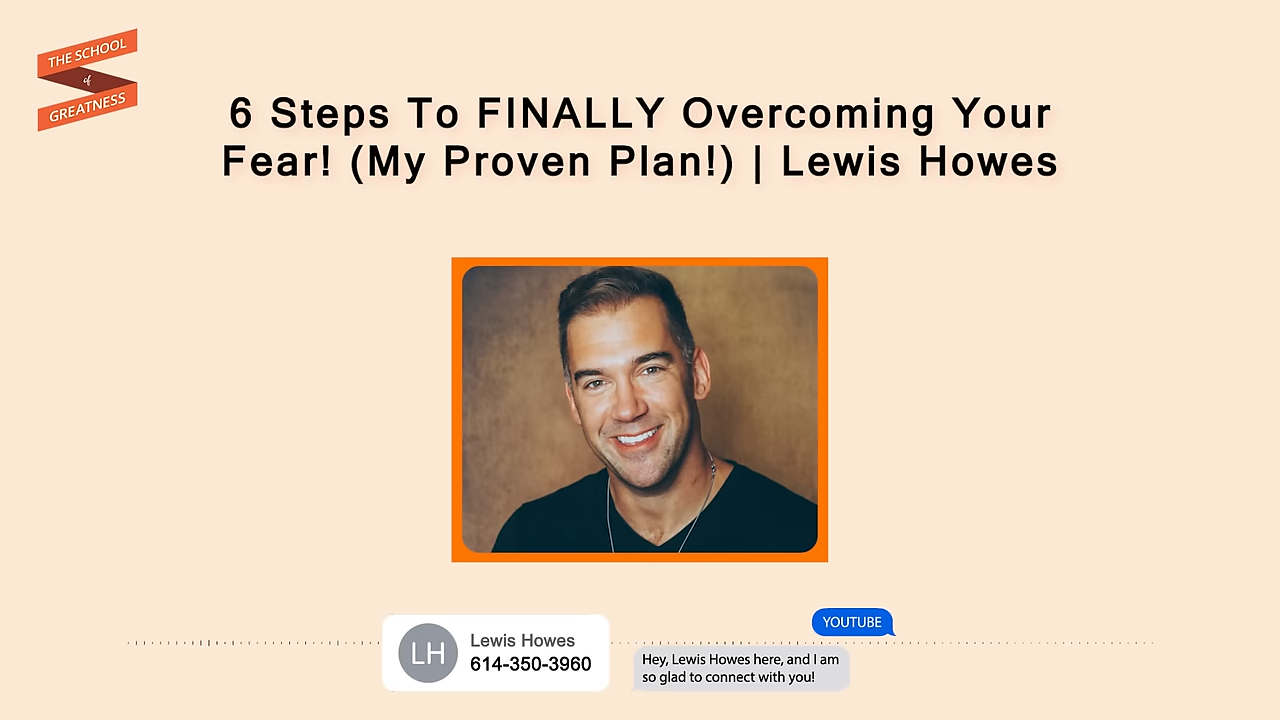 THE SCHOOL
of
GREATNESS
6 Steps To FINALLY Overcoming Your
Fear! (My Proven Plan!) | Lewis Howes
LH
Lewis Howes
614-350-3960
YOUTUBE
Hey, Lewis Howes here, and I am
so glad to connect with you!